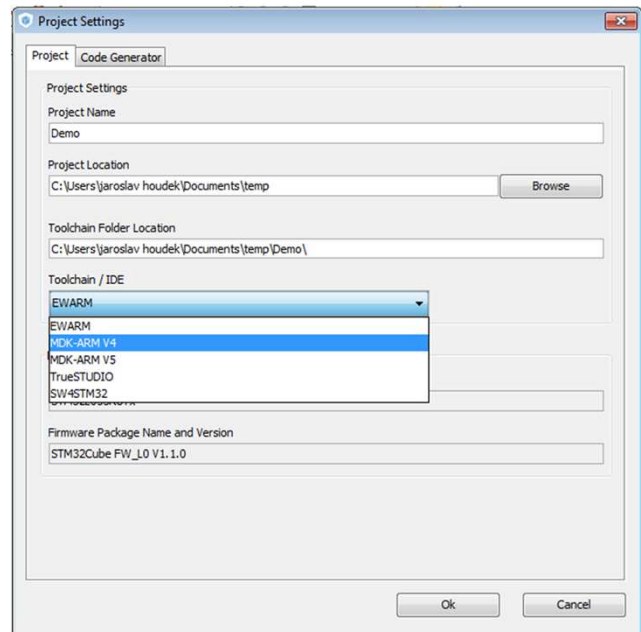 Project Settings
Project Code Generator
Project Settings
Project Name
Demo
Project Location
C:\Users\jaroslav houdek\Documents\temp Browse
Toolchain Folder Location
C:\Users\jaroslav houdek\Documents\temp\Demo\
Toolchain / IDE
EWARM
EWARM
MDK-ARM V4
MDK-ARM V5
TrueSTUDIO
SW4STM32
Firmware Package Name and Version
STM32Cube FW_L0 V1.1.0
Ok Cancel